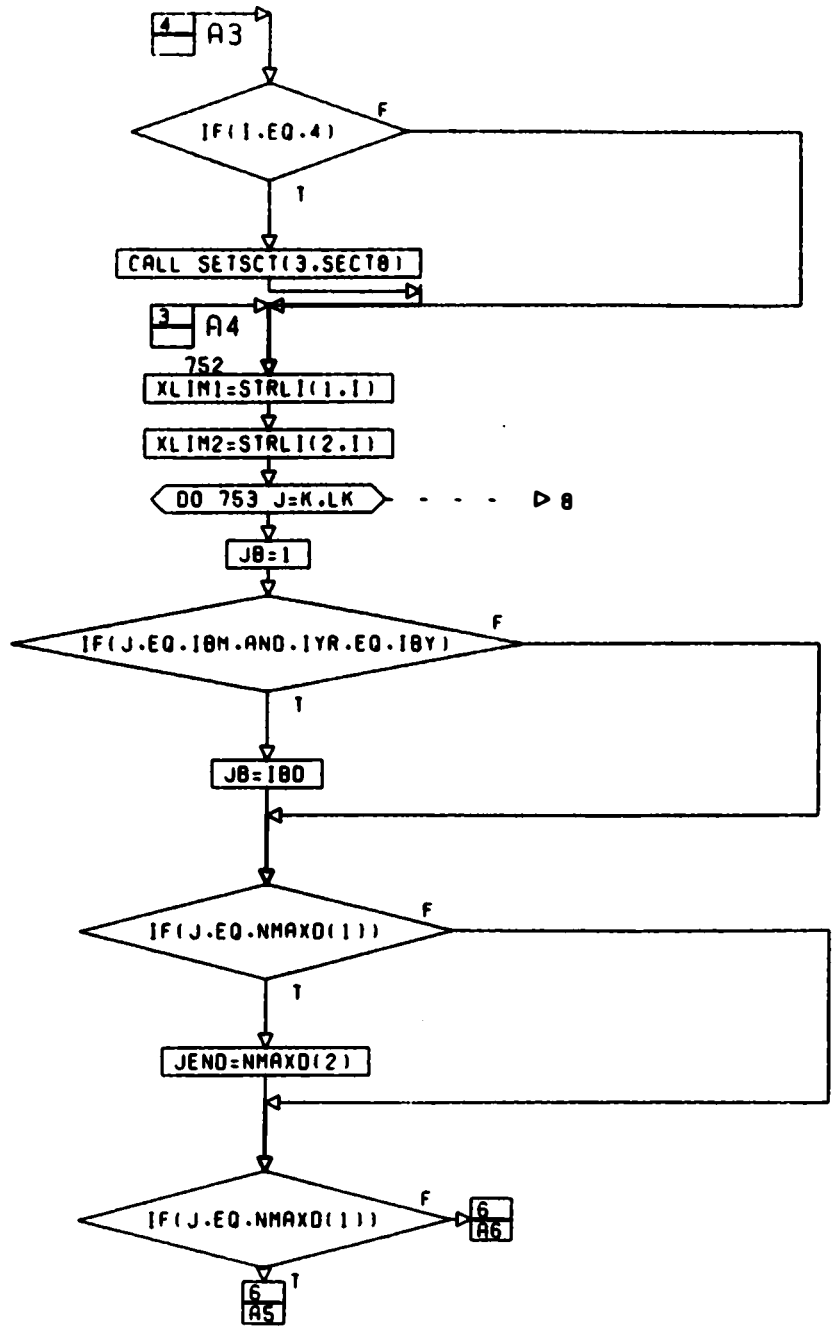 4 A3
F
IF(I.EQ.4)
T
CALL SETSCT(3.SECT8)
3 A4
752
XLIM1=STRLI(1.I)
XLIM2=STRLI(2.I)
DO 753 J=K.LK
8
JB=1
F
IF(J.EQ.IBM.AND.IYR.EQ.IBY)
T
JB=IBD
F
IF(J.EQ.NMAXD(1))
T
JEND=NMAXD(2)
F
IF(J.EQ.NMAXD(1))
6
A6
T
6
A5